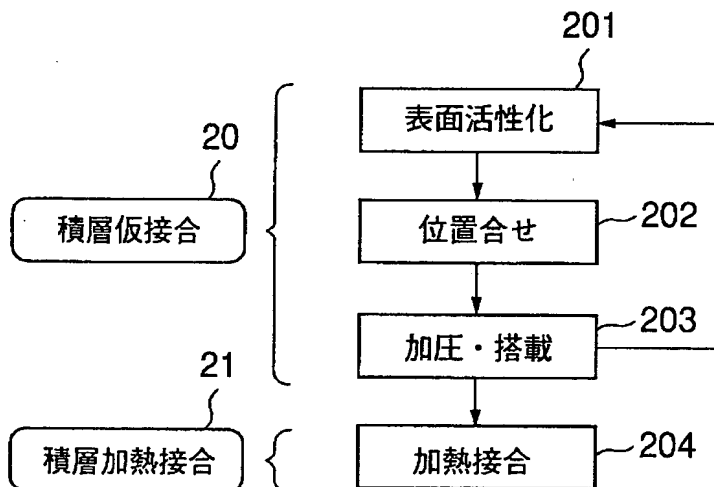 201
表面活性化
20
積層仮接合
位置合せ
202
加圧・搭載
203
21
積層加熱接合
加熱接合
204